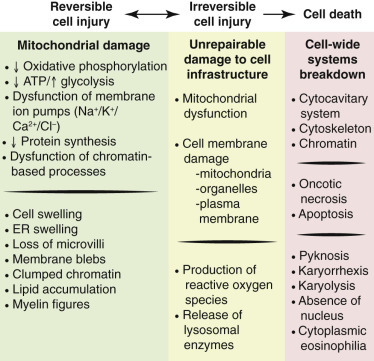 Reversible
cell injury
Irreversible
cell injury
Cell death
Mitochondrial damage
• ↓ Oxidative phosphorylation
• ↓ ATP/↑ glycolysis
• Dysfunction of membrane
ion pumps (Na⁺/K⁺/
Ca²⁺/Cl⁻)
• ↓ Protein synthesis
• Dysfunction of chromatin-
based processes
• Cell swelling
• ER swelling
• Loss of microvilli
• Membrane blebs
• Clumped chromatin
• Lipid accumulation
• Myelin figures
Unrepairable
damage to cell
infrastructure
• Mitochondrial
dysfunction
• Cell membrane
damage
-mitochondria
-organelles
-plasma
membrane
• Production of
reactive oxygen
species
• Release of
lysosomal
enzymes
Cell-wide
systems
breakdown
• Cytocavitary
system
• Cytoskeleton
• Chromatin
• Oncotic
necrosis
• Apoptosis
• Pyknosis
• Karyorrhexis
• Karyolysis
• Absence of
nucleus
• Cytoplasmic
eosinophilia